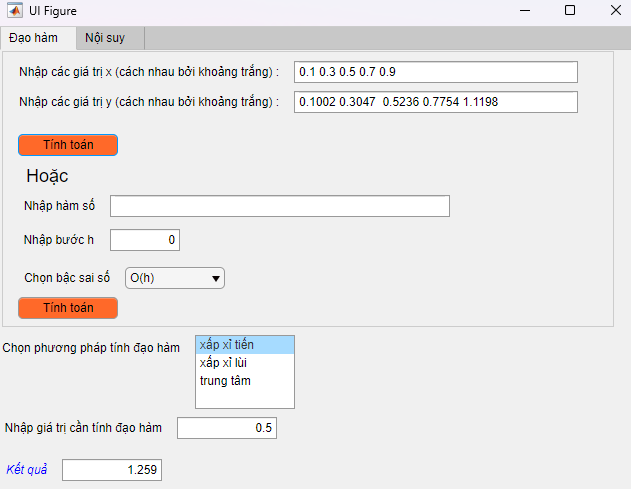 UI Figure
Đạo hàm Nội suy
Nhập các giá trị x (cách nhau bởi khoảng trắng) : 0.1 0.3 0.5 0.7 0.9
Nhập các giá trị y (cách nhau bởi khoảng trắng) : 0.1002 0.3047 0.5236 0.7754 1.1198
Tính toán
Hoặc
Nhập hàm số
Nhập bước h 0
Chọn bậc sai số O(h)
Tính toán
Chọn phương pháp tính đạo hàm xấp xỉ tiến
xấp xỉ lùi
trung tâm
Nhập giá trị cần tính đạo hàm 0.5
Kết quả 1.259